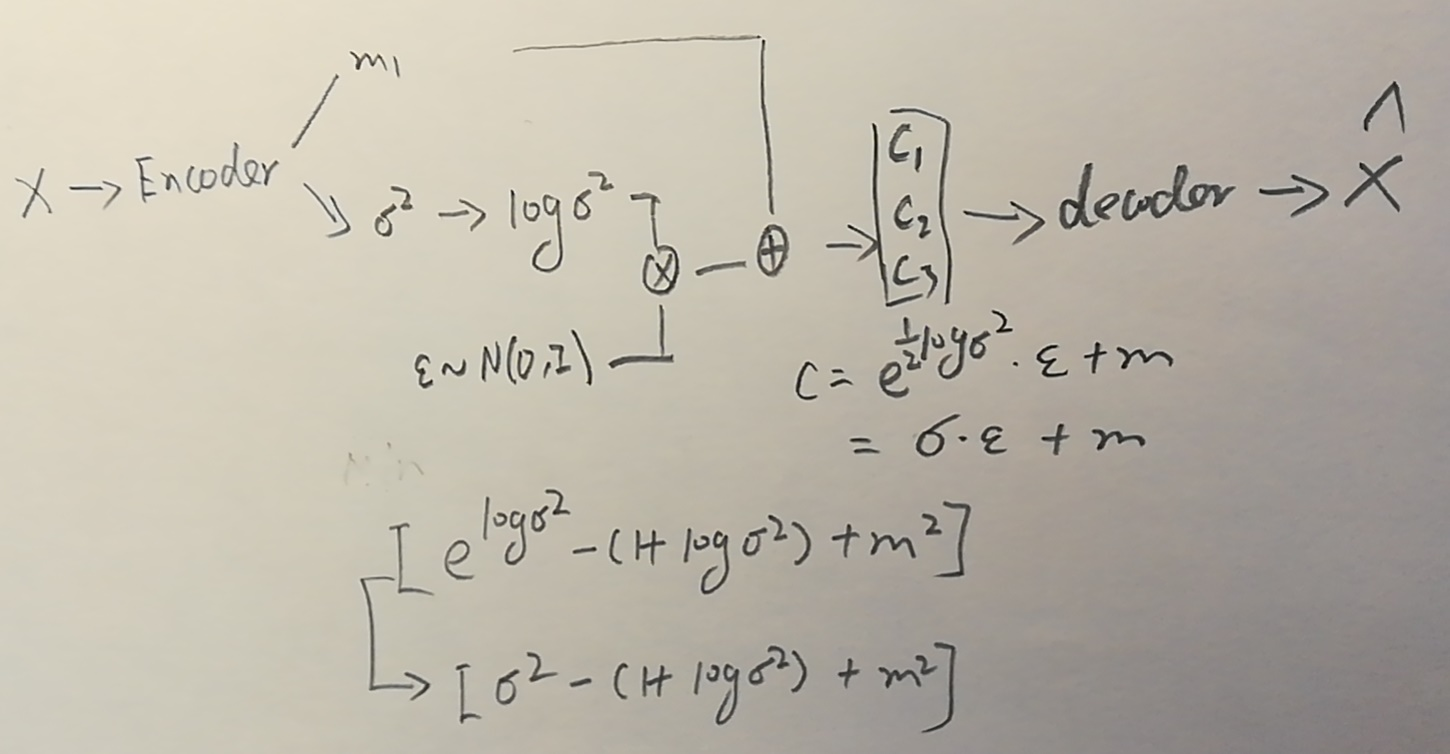 m₁
X → Encoder
σ² → log σ²
⊗ ⊕
→ [C₁ C₂ C₃] → decoder → X̂
ε ~ N(0, I)
C = e^{½ log σ²} · ε + m
= σ · ε + m
Min
[e^{log σ²} - (1 + log σ²) + m²]
→ [σ² - (1 + log σ²) + m²]